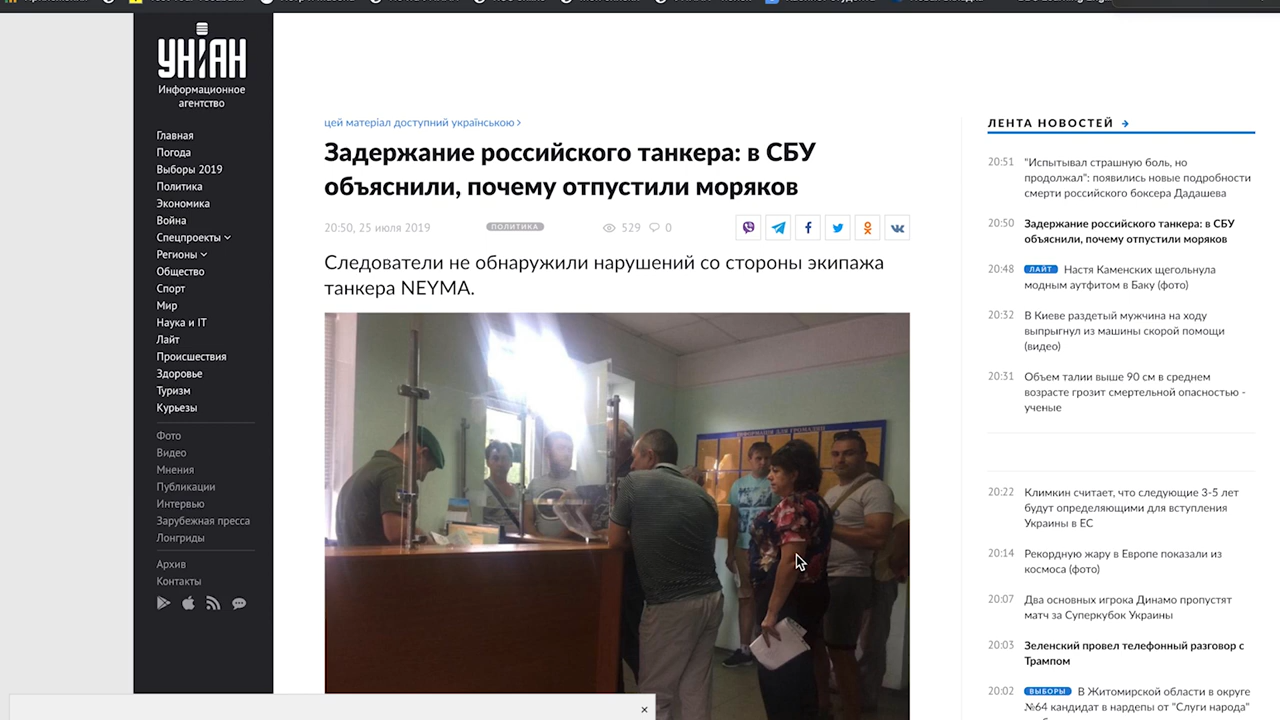 УНІАН
Информационное
агентство
Главная
Погода
Выборы 2019
Политика
Экономика
Война
Спецпроекты
Регионы
Общество
Спорт
Мир
Наука и IT
Лайт
Происшествия
Здоровье
Туризм
Курьезы
Фото
Видео
Мнения
Публикации
Интервью
Зарубежная пресса
Лонгриды
Архив
Контакты
цей матеріал доступний українською
Задержание российского танкера: в СБУ
объяснили, почему отпустили моряков
20:50, 25 июля 2019
ПОЛИТИКА
529
0
Следователи не обнаружили нарушений со стороны экипажа
танкера NEYMA.
ІНФОРМАЦІЯ ДЛЯ ГРОМАДЯН
ЛЕНТА НОВОСТЕЙ
20:51 "Испытывал страшную боль, но
продолжал": появились новые подробности
смерти российского боксера Дадашева
20:50 Задержание российского танкера: в СБУ
объяснили, почему отпустили моряков
20:48 ЛАЙТ Настя Каменских щегольнула
модным аутфитом в Баку (фото)
20:32 В Киеве раздетый мужчина на ходу
выпрыгнул из машины скорой помощи
(видео)
20:31 Объем талии выше 90 см в среднем
возрасте грозит смертельной опасностью -
ученые
20:22 Климкин считает, что следующие 3-5 лет
будут определяющими для вступления
Украины в ЕС
20:14 Рекордную жару в Европе показали из
космоса (фото)
20:07 Два основных игрока Динамо пропустят
матч за Суперкубок Украины
20:03 Зеленский провел телефонный разговор с
Трампом
20:02 ВЫБОРЫ В Житомирской области в округе
№64 кандидат в нардепы от "Слуги народа"